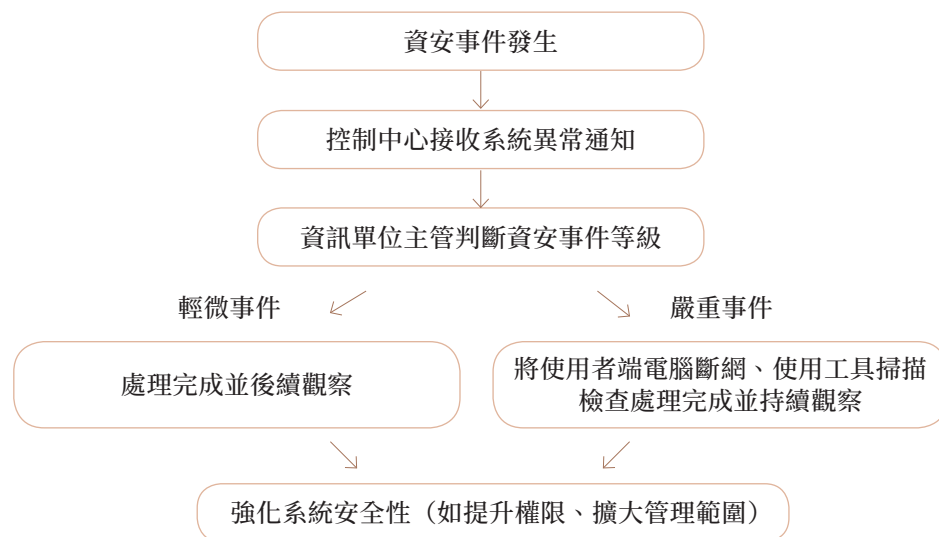 資安事件發生
控制中心接收系統異常通知
資訊單位主管判斷資安事件等級
輕微事件
嚴重事件
處理完成並後續觀察
將使用者端電腦斷網、使用工具掃描
檢查處理完成並持續觀察
強化系統安全性（如提升權限、擴大管理範圍）